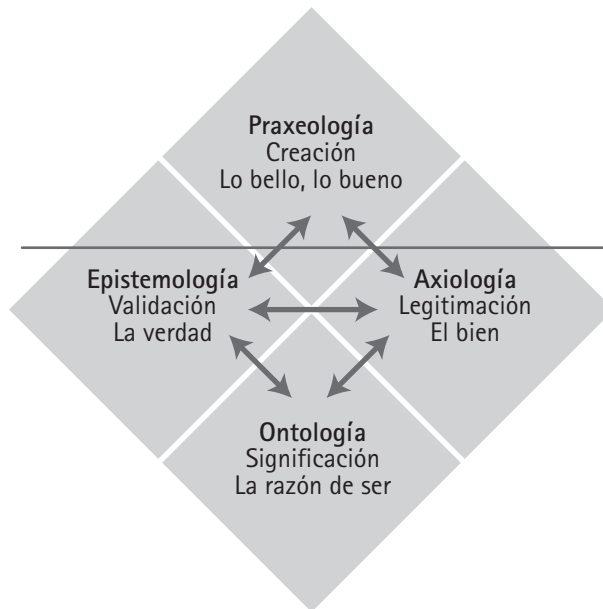 Praxeología
Creación
Lo bello, lo bueno
Epistemología
Validación
La verdad
Axiología
Legitimación
El bien
Ontología
Significación
La razón de ser